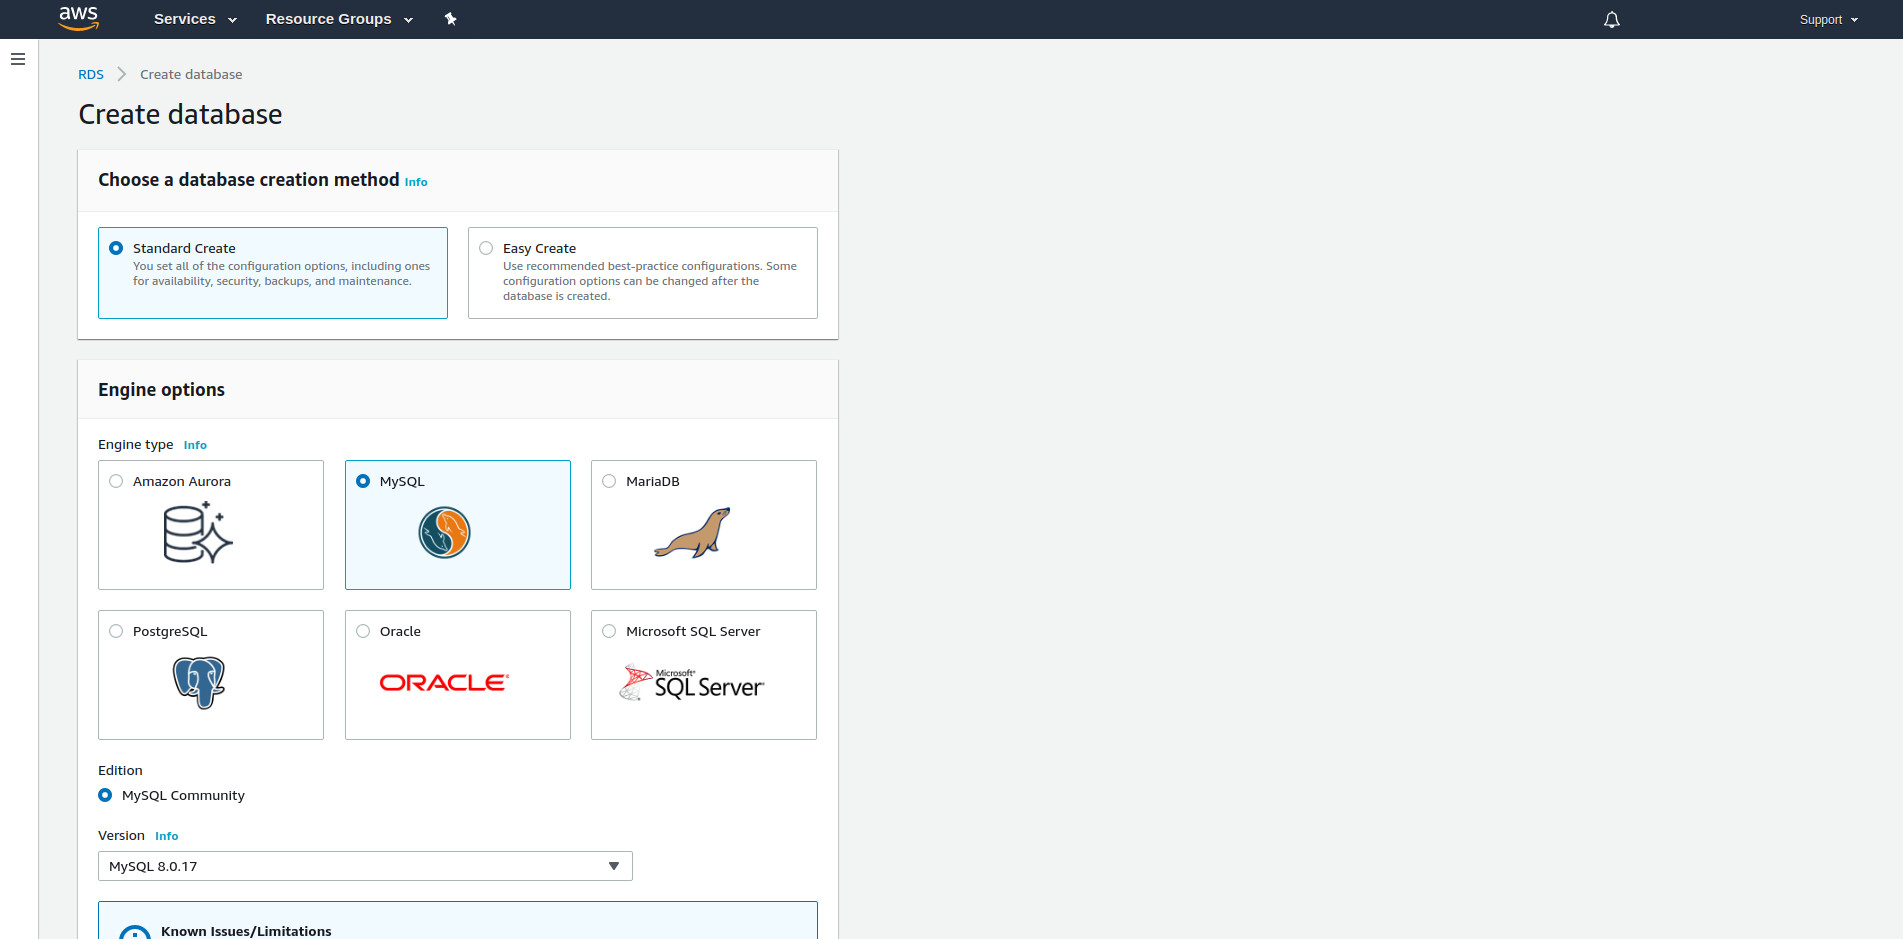 aws Services Resource Groups Support
RDS Create database
Create database
Choose a database creation method Info
Standard Create
You set all of the configuration options, including ones
for availability, security, backups, and maintenance.
Easy Create
Use recommended best-practice configurations. Some
configuration options can be changed after the
database is created.
Engine options
Engine type Info
Amazon Aurora
MySQL
MariaDB
PostgreSQL
Oracle
ORACLE
Microsoft SQL Server
Microsoft
SQL Server
Edition
MySQL Community
Version Info
MySQL 8.0.17
Known Issues/Limitations